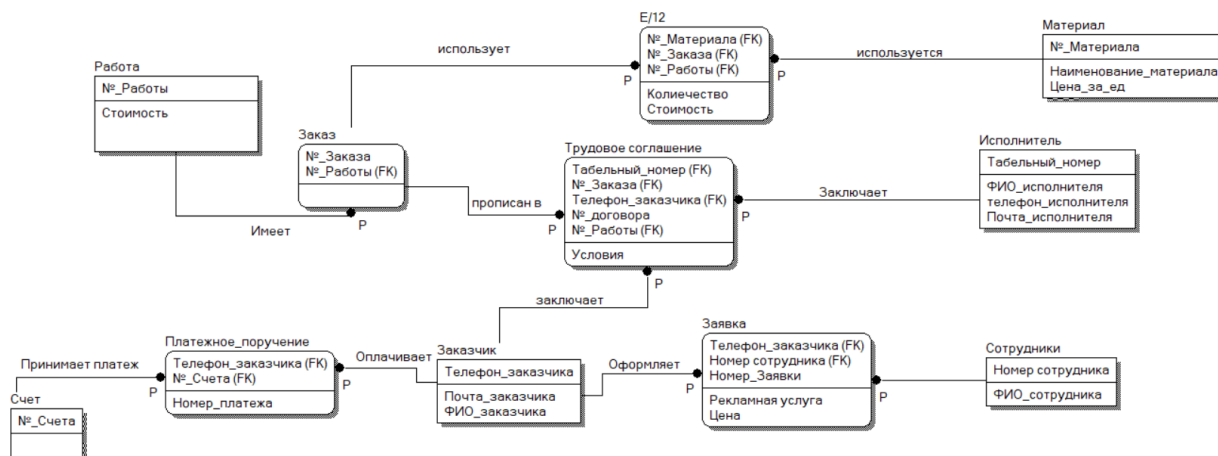 E/12
№_Материала (FK)
№_Заказа (FK)
№_Работы (FK)
Колиечество
Стоимость
использует
P
используется
P
Материал
№_Материала
Наименование_материала
Цена_за_ед
Работа
№_Работы
Стоимость
Заказ
№_Заказа
№_Работы (FK)
Имеет
P
прописан в
P
Трудовое соглашение
Табельный_номер (FK)
№_Заказа (FK)
Телефон_заказчика (FK)
№_договора
№_Работы (FK)
Условия
P
Заключает
P
Исполнитель
Табельный_номер
ФИО_исполнителя
телефон_исполнителя
Почта_исполнителя
заключает
Принимает платеж
P
Счет
№_Счета
Платежное_поручение
Телефон_заказчика (FK)
№_Счета (FK)
Номер_платежа
Оплачивает
P
Заказчик
Телефон_заказчика
Почта_заказчика
ФИО_заказчика
Оформляет
P
Заявка
Телефон_заказчика (FK)
Номер сотрудника (FK)
Номер_Заявки
Рекламная услуга
Цена
P
Сотрудники
Номер сотрудника
ФИО_сотрудника